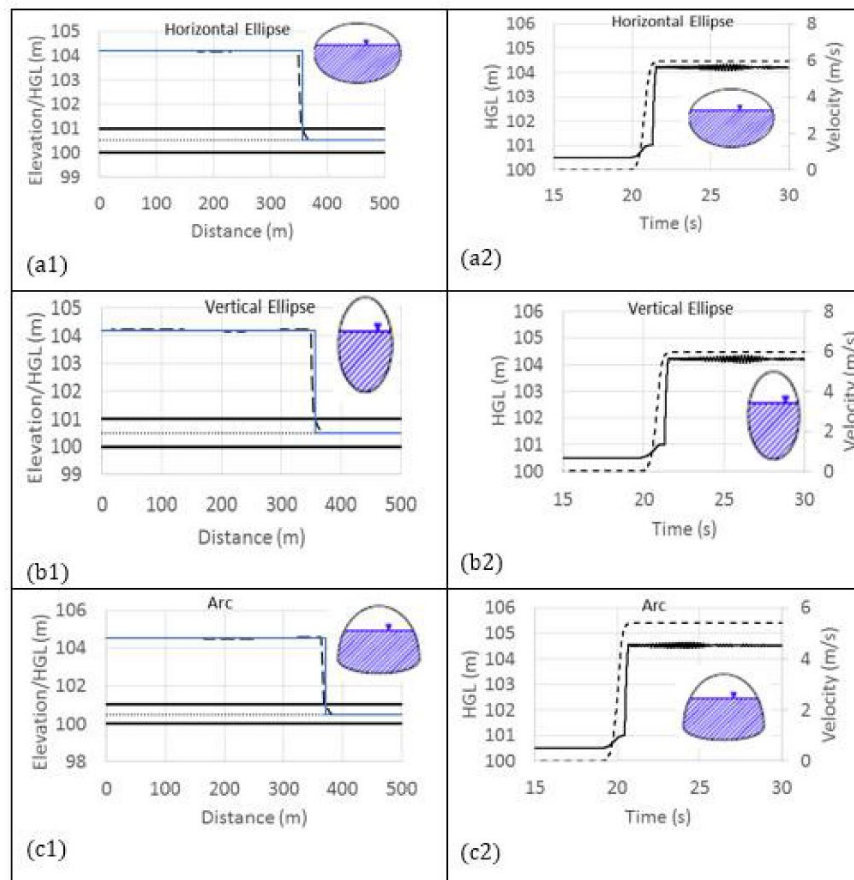 Horizontal Ellipse
105
104
103
102
101
100
99
Elevation/HGL (m)
0 100 200 300 400 500
Distance (m)
(a1)
Horizontal Ellipse
106
105
104
103
102
101
100
HGL (m)
8
6
4
2
0
Velocity (m/s)
15 20 25 30
Time (s)
(a2)
Vertical Ellipse
105
104
103
102
101
100
99
Elevation/HGL (m)
0 100 200 300 400 500
Distance (m)
(b1)
Vertical Ellipse
106
105
104
103
102
101
100
HGL (m)
8
6
4
2
0
Velocity (m/s)
15 20 25 30
Time (s)
(b2)
Arc
106
104
102
100
98
Elevation/HGL (m)
0 100 200 300 400 500
Distance (m)
(c1)
Arc
106
105
104
103
102
101
100
HGL (m)
6
4
2
0
Velocity (m/s)
15 20 25 30
Time (s)
(c2)